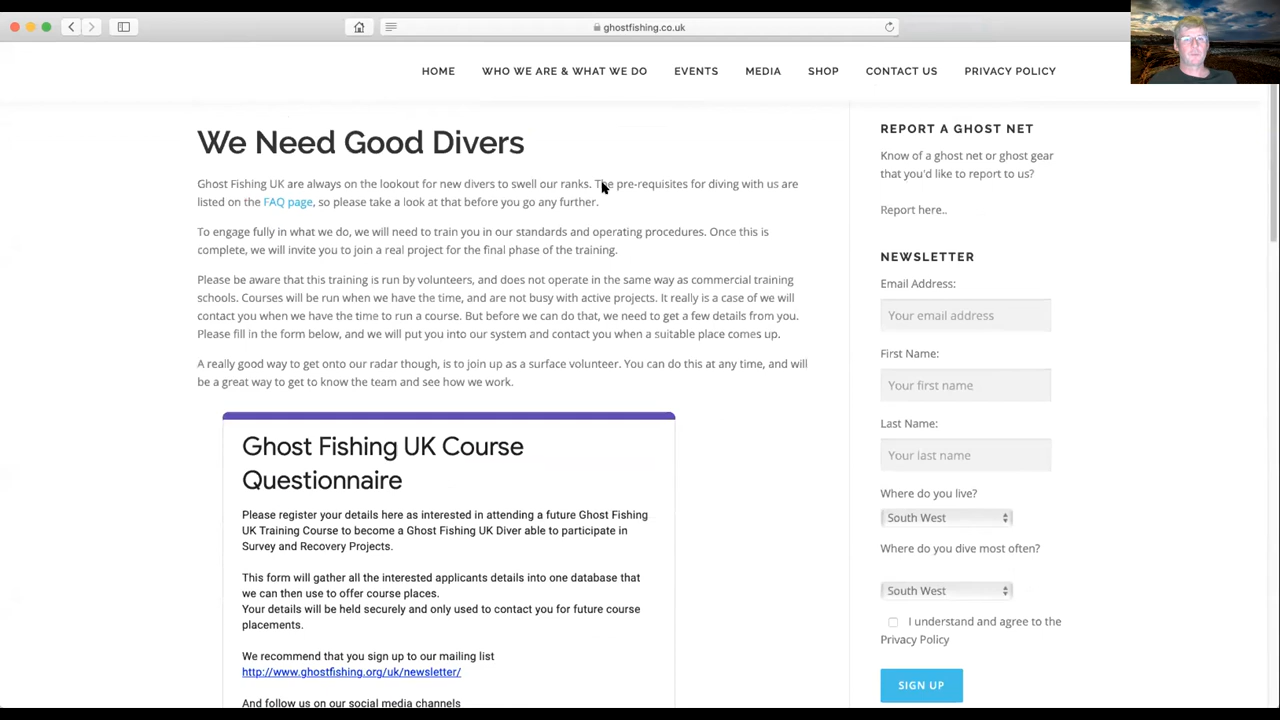 ghostfishing.co.uk
HOME WHO WE ARE & WHAT WE DO EVENTS MEDIA SHOP CONTACT US PRIVACY POLICY
We Need Good Divers
Ghost Fishing UK are always on the lookout for new divers to swell our ranks. The pre-requisites for diving with us are
listed on the FAQ page, so please take a look at that before you go any further.
To engage fully in what we do, we will need to train you in our standards and operating procedures. Once this is
complete, we will invite you to join a real project for the final phase of the training.
Please be aware that this training is run by volunteers, and does not operate in the same way as commercial training
schools. Courses will be run when we have the time, and are not busy with active projects. It really is a case of we will
contact you when we have the time to run a course. But before we can do that, we need to get a few details from you.
Please fill in the form below, and we will put you into our system and contact you when a suitable place comes up.
A really good way to get onto our radar though, is to join up as a surface volunteer. You can do this at any time, and will
be a great way to get to know the team and see how we work.
Ghost Fishing UK Course
Questionnaire
Please register your details here as interested in attending a future Ghost Fishing
UK Training Course to become a Ghost Fishing UK Diver able to participate in
Survey and Recovery Projects.
This form will gather all the interested applicants details into one database that
we can then use to offer course places.
Your details will be held securely and only used to contact you for future course
placements.
We recommend that you sign up to our mailing list
http://www.ghostfishing.org/uk/newsletter/
And follow us on our social media channels
REPORT A GHOST NET
Know of a ghost net or ghost gear
that you'd like to report to us?
Report here..
NEWSLETTER
Email Address:
Your email address
First Name:
Your first name
Last Name:
Your last name
Where do you live?
South West
Where do you dive most often?
South West
I understand and agree to the
Privacy Policy
SIGN UP